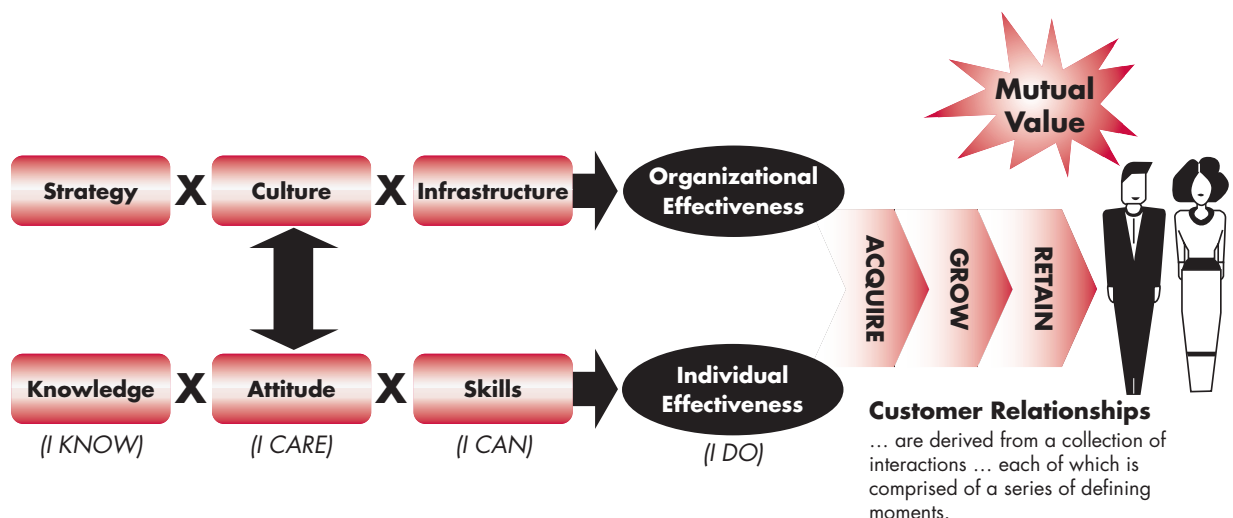 Mutual
Value
Strategy X Culture X Infrastructure
Organizational
Effectiveness
ACQUIRE
GROW
RETAIN
Knowledge X Attitude X Skills
Individual
Effectiveness
(I KNOW) (I CARE) (I CAN) (I DO)
Customer Relationships
… are derived from a collection of
interactions … each of which is
comprised of a series of defining
moments.